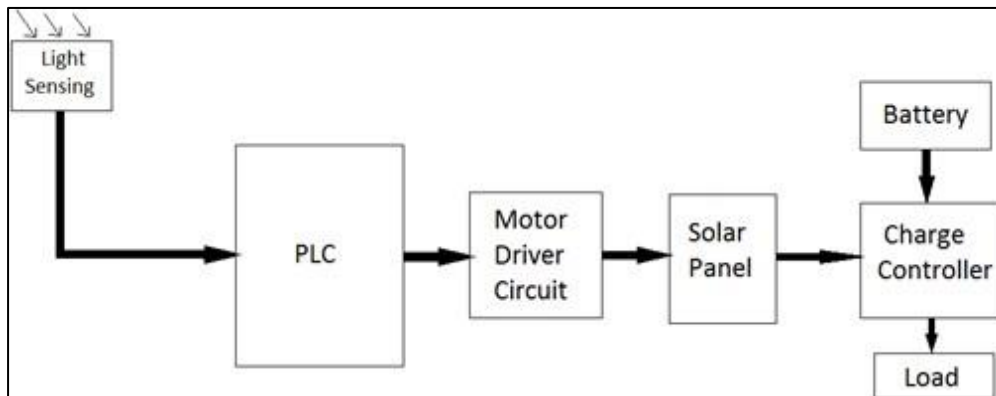 Light
Sensing
PLC
Motor
Driver
Circuit
Solar
Panel
Battery
Charge
Controller
Load